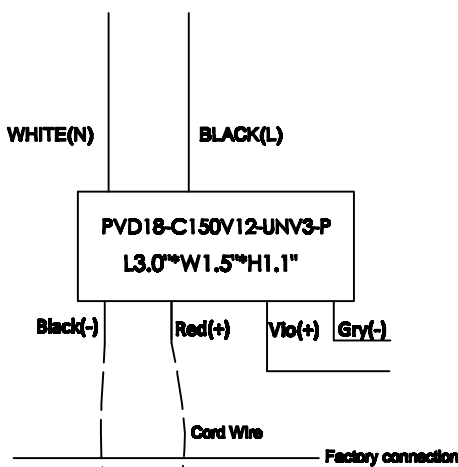 WHITE(N) BLACK(L)
PVD18-C150V12-UNV3-P
L3.0"*W1.5"*H1.1"
Black(-) Red(+) Vio(+) Gry(-)
Cord Wire
Factory connection